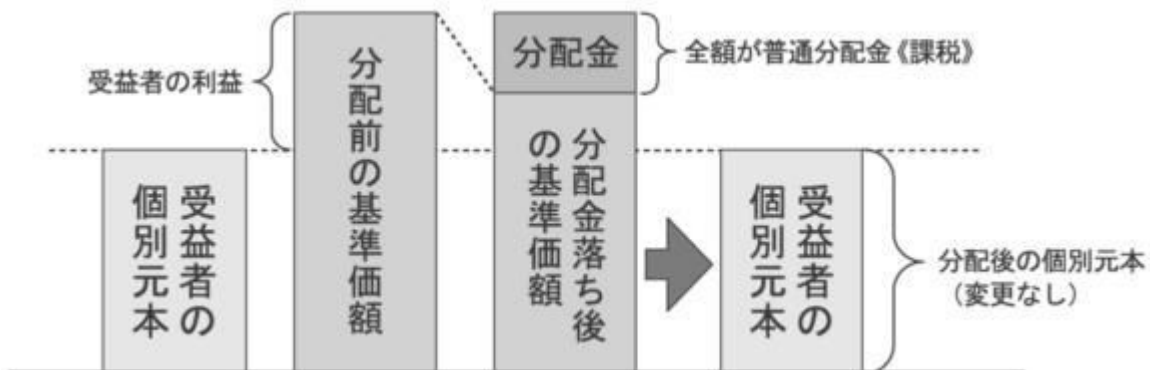 受益者の利益
受益者の
個別元本
分配前の基準価額
分配金
全額が普通分配金《課税》
分配金落ち後
の基準価額
受益者の
個別元本
分配後の個別元本
（変更なし）